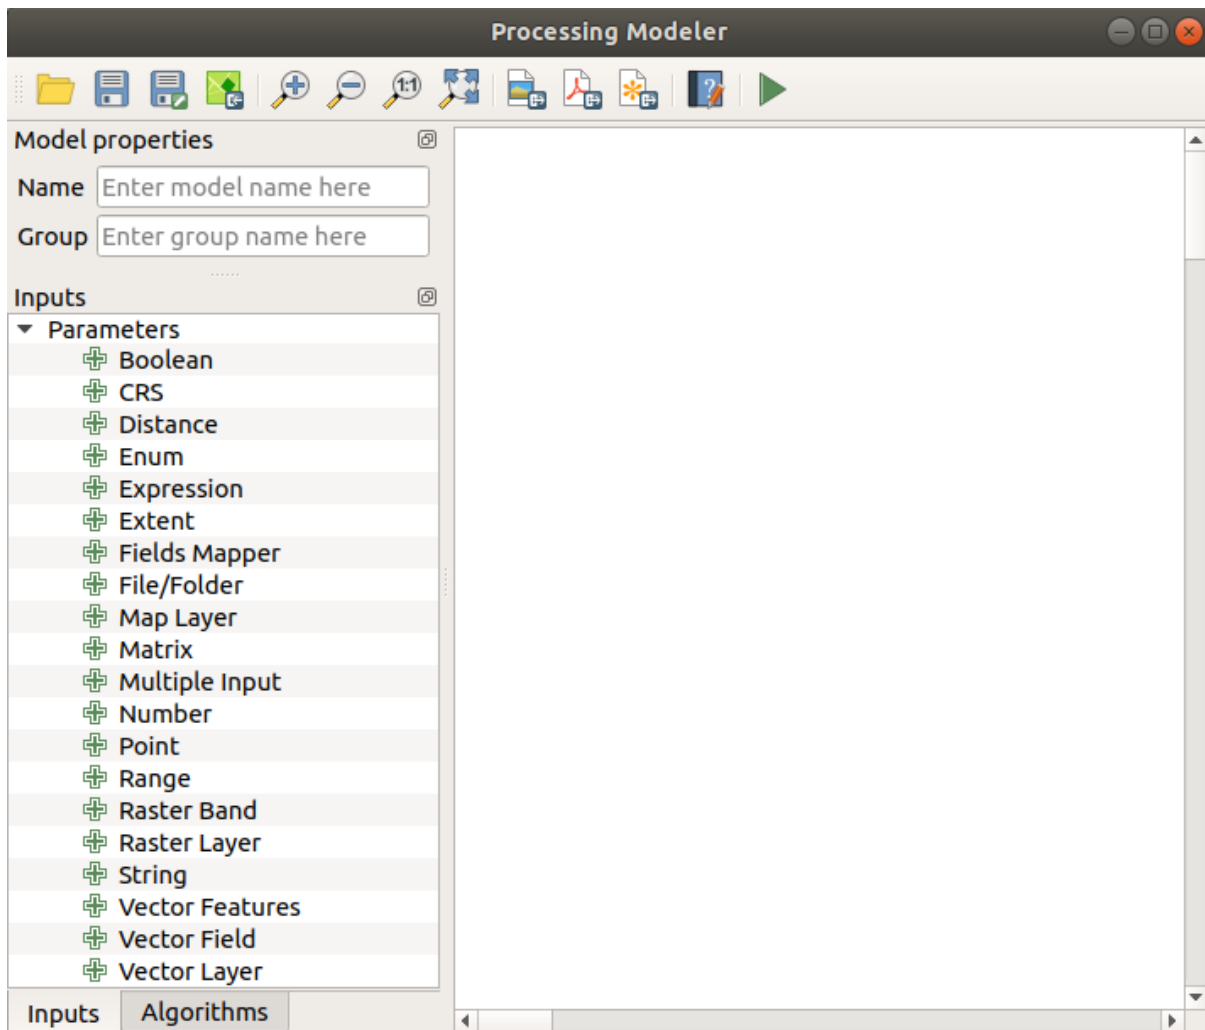 Processing Modeler
1:1
?
Model properties
Name Enter model name here
Group Enter group name here
Inputs
Parameters
Boolean
CRS
Distance
Enum
Expression
Extent
Fields Mapper
File/Folder
Map Layer
Matrix
Multiple Input
Number
Point
Range
Raster Band
Raster Layer
String
Vector Features
Vector Field
Vector Layer
Inputs Algorithms